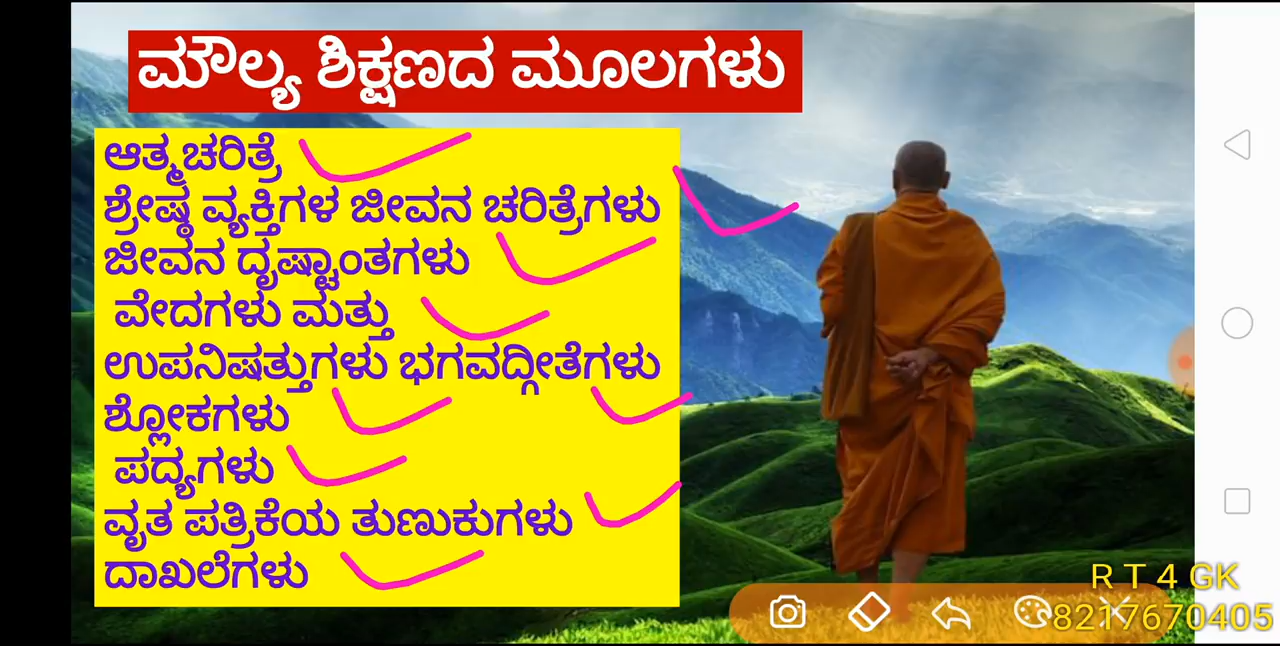 ಮೌಲ್ಯ ಶಿಕ್ಷಣದ ಮೂಲಗಳು
ಆತ್ಮಚರಿತ್ರೆ
ಶ್ರೇಷ್ಠ ವ್ಯಕ್ತಿಗಳ ಜೀವನ ಚರಿತ್ರೆಗಳು
ಜೀವನ ದೃಷ್ಟಾಂತಗಳು
ವೇದಗಳು ಮತ್ತು
ಉಪನಿಷತ್ತುಗಳು ಭಗವದ್ಗೀತೆಗಳು
ಶ್ಲೋಕಗಳು
ಪದ್ಯಗಳು
ವೃತ ಪತ್ರಿಕೆಯ ತುಣುಕುಗಳು
ದಾಖಲೆಗಳು
R T 4 GK
8217670405